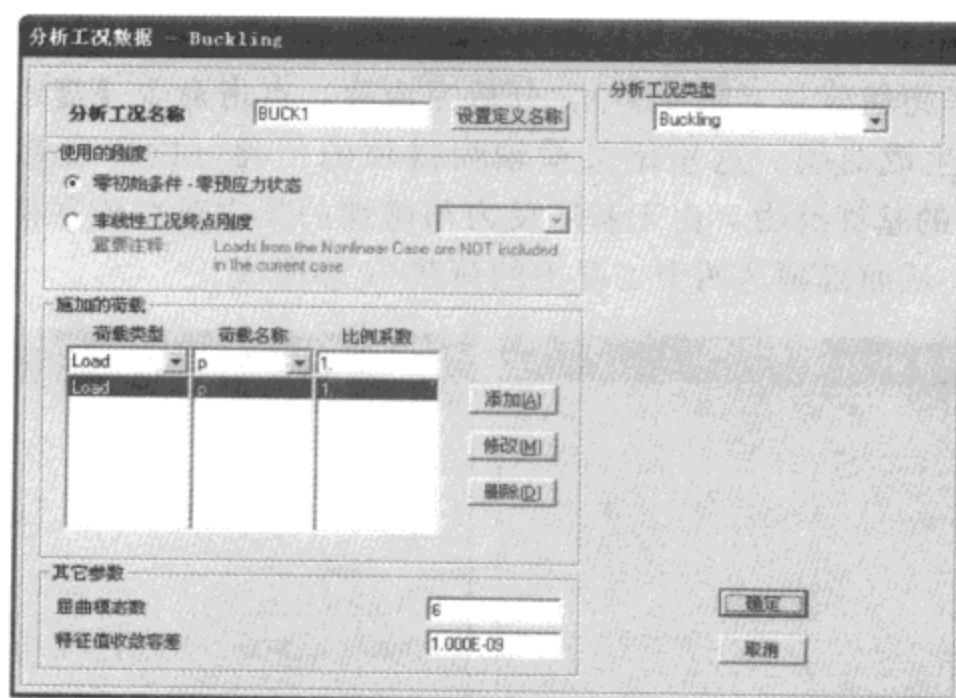 分析工况数据 - Buckling
分析工况名称 BUCK1 设置定义名称
分析工况类型
Buckling
使用的刚度
零初始条件 - 零预应力状态
非线性工况终点刚度
重要注释: Loads from the Nonlinear Case are NOT included
in the current case
施加的荷载
荷载类型 荷载名称 比例系数
Load p 1.
Load p 1.
添加(A)
修改(M)
删除(D)
其它参数
屈曲模态数 6
特征值收敛容差 1.000E-09
确定
取消